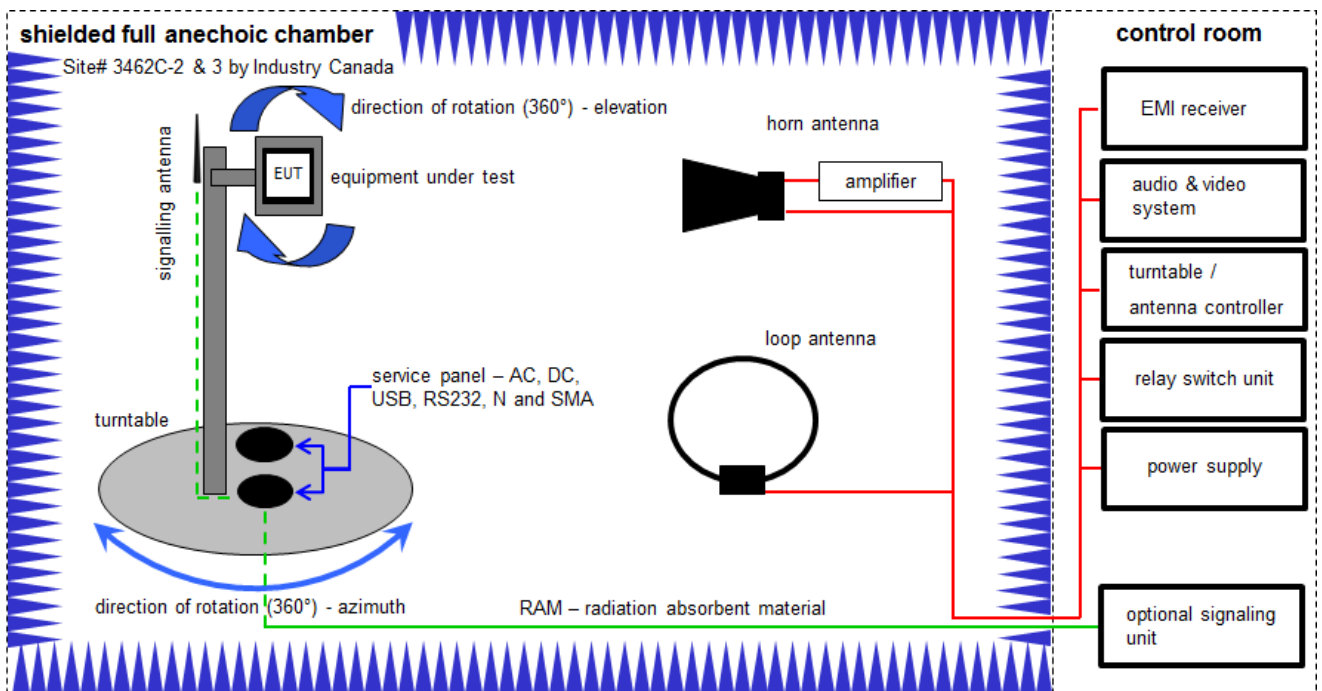 shielded full anechoic chamber
Site# 3462C-2 & 3 by Industry Canada
direction of rotation (360°) - elevation
signalling antenna
EUT
equipment under test
horn antenna
amplifier
loop antenna
service panel – AC, DC,
USB, RS232, N and SMA
turntable
direction of rotation (360°) - azimuth
RAM – radiation absorbent material
control room
EMI receiver
audio & video
system
turntable /
antenna controller
relay switch unit
power supply
optional signaling
unit